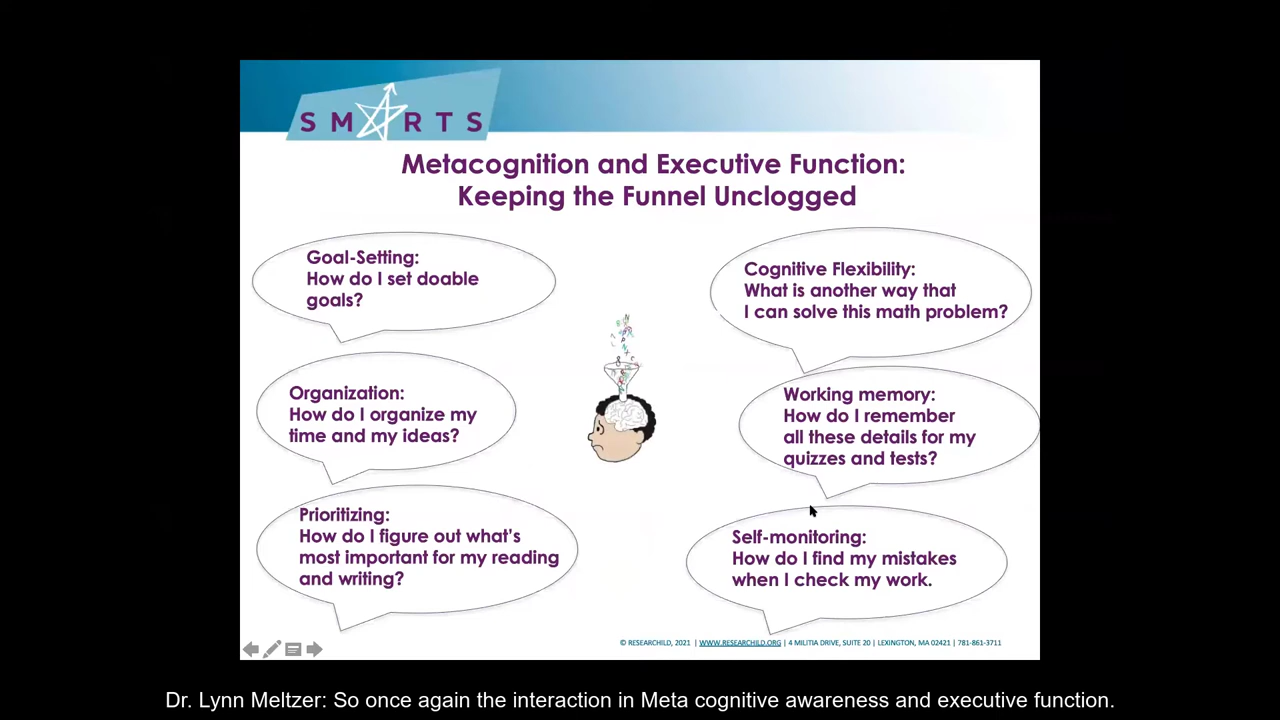 SMARTS
Metacognition and Executive Function:
Keeping the Funnel Unclogged
Goal-Setting:
How do I set doable
goals?
Organization:
How do I organize my
time and my ideas?
Prioritizing:
How do I figure out what's
most important for my reading
and writing?
Cognitive Flexibility:
What is another way that
I can solve this math problem?
Working memory:
How do I remember
all these details for my
quizzes and tests?
Self-monitoring:
How do I find my mistakes
when I check my work.
© RESEARCHILD, 2021 | WWW.RESEARCHILD.ORG | 4 MILITIA DRIVE, SUITE 20 | LEXINGTON, MA 02421 | 781-861-3711
Dr. Lynn Meltzer: So once again the interaction in Meta cognitive awareness and executive function.